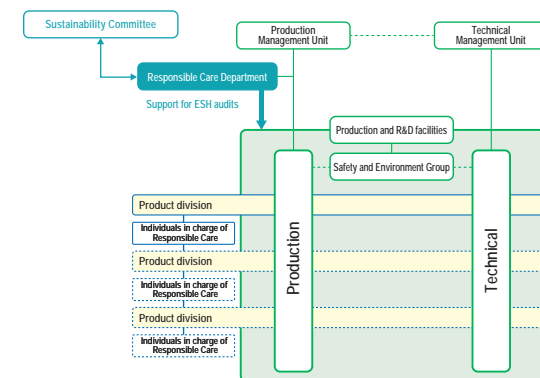 Sustainability Committee
Production
Management Unit
Technical
Management Unit
Responsible Care Department
Support for ESH audits
Production and R&D facilities
Safety and Environment Group
Production
Technical
Product division
Individuals in charge of
Responsible Care
Product division
Individuals in charge of
Responsible Care
Product division
Individuals in charge of
Responsible Care